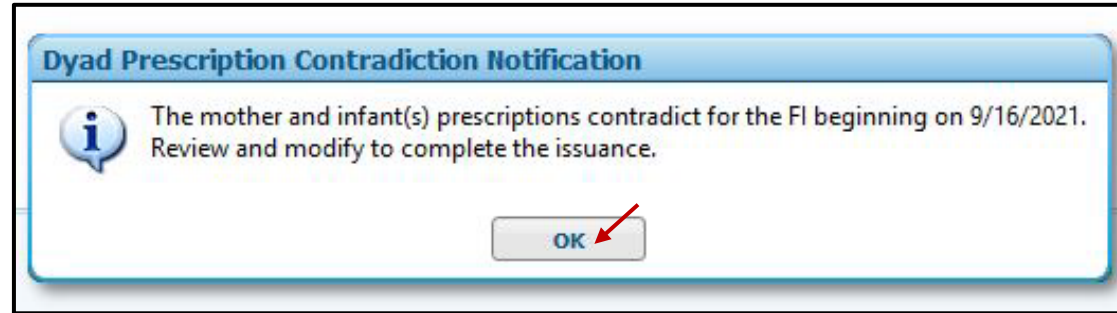 Dyad Prescription Contradiction Notification
The mother and infant(s) prescriptions contradict for the FI beginning on 9/16/2021.
Review and modify to complete the issuance.
OK